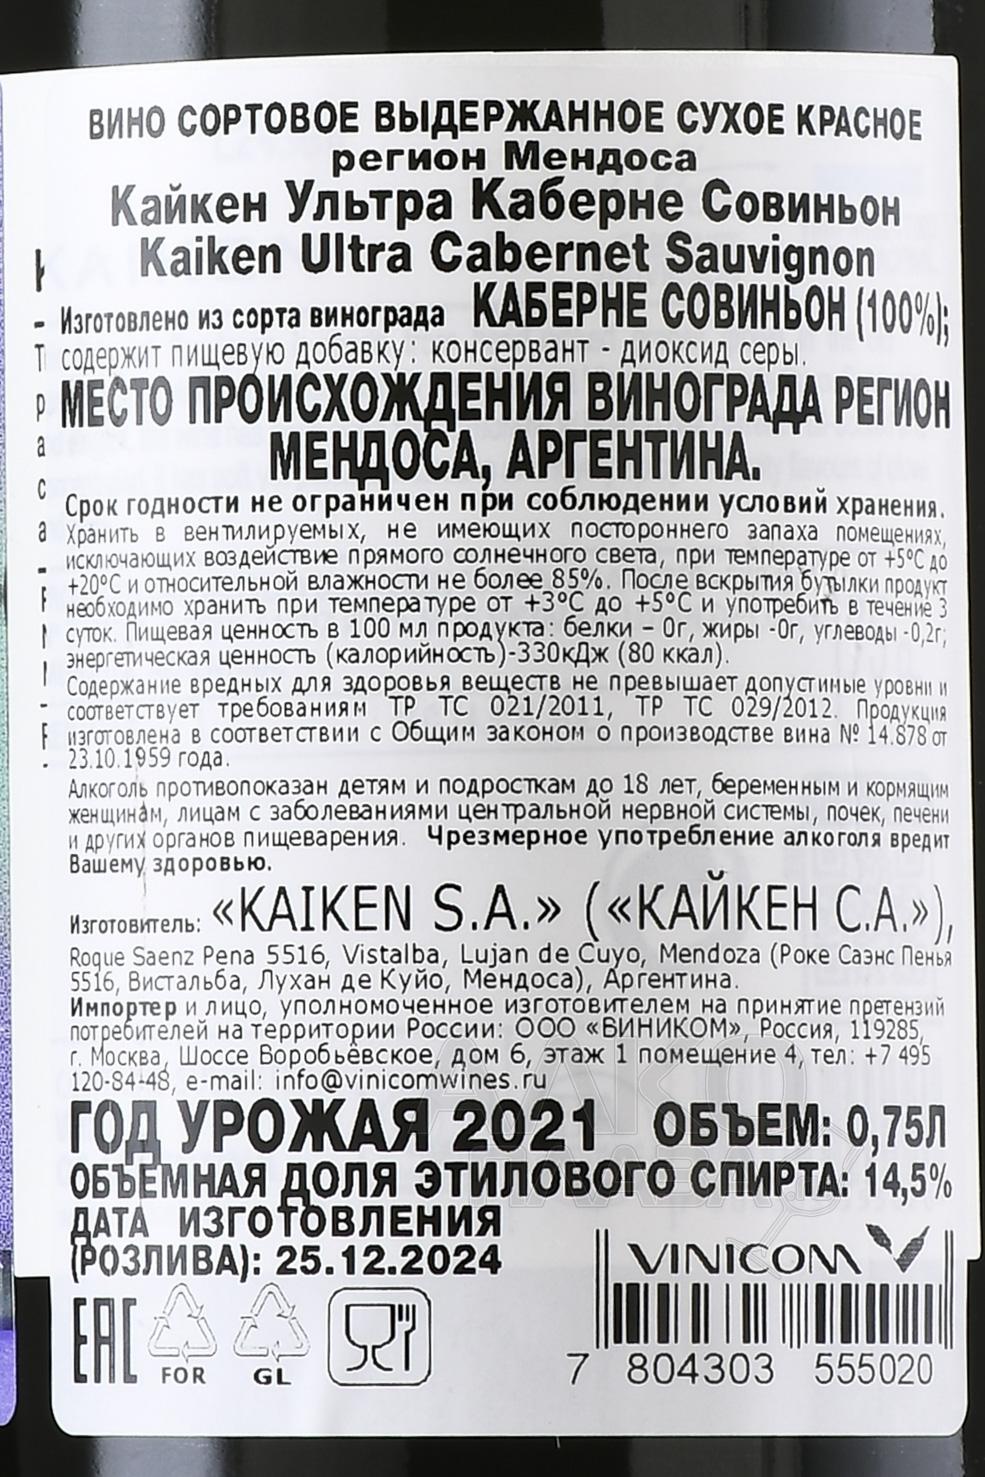 ВИНО СОРТОВОЕ ВЫДЕРЖАННОЕ СУХОЕ КРАСНОЕ
регион Мендоса
Кайкен Ультра Каберне Совиньон
Kaiken Ultra Cabernet Sauvignon
Изготовлено из сорта винограда КАБЕРНЕ СОВИНЬОН (100%);
содержит пищевую добавку: консервант - диоксид серы.
МЕСТО ПРОИСХОЖДЕНИЯ ВИНОГРАДА РЕГИОН
МЕНДОСА, АРГЕНТИНА.
Срок годности не ограничен при соблюдении условий хранения.
Хранить в вентилируемых, не имеющих постороннего запаха помещениях,
исключающих воздействие прямого солнечного света, при температуре от +5°С до
+20°С и относительной влажности не более 85%. После вскрытия бутылки продукт
необходимо хранить при температуре от +3°С до +5°С и употребить в течение 3
суток. Пищевая ценность в 100 мл продукта: белки – 0г, жиры -0г, углеводы -0,2г;
энергетическая ценность (калорийность)-330кДж (80 ккал).
Содержание вредных для здоровья веществ не превышает допустимые уровни и
соответствует требованиям ТР ТС 021/2011, ТР ТС 029/2012. Продукция
изготовлена в соответствии с Общим законом о производстве вина № 14.878 от
23.10.1959 года.
Алкоголь противопоказан детям и подросткам до 18 лет, беременным и кормящим
женщинам, лицам с заболеваниями центральной нервной системы, почек, печени
и других органов пищеварения. Чрезмерное употребление алкоголя вредит
Вашему здоровью.
Изготовитель: «KAIKEN S.A.» («КАЙКЕН С.А.»),
Roque Saenz Pena 5516, Vistalba, Lujan de Cuyo, Mendoza (Роке Саэнс Пенья
5516, Вистальба, Лухан де Куйо, Мендоса), Аргентина.
Импортер и лицо, уполномоченное изготовителем на принятие претензий
потребителей на территории России: ООО «ВИНИКОМ», Россия, 119285,
г. Москва, Шоссе Воробьёвское, дом 6, этаж 1 помещение 4, тел: +7 495
120-84-48, e-mail: info@vinicomwines.ru
ГОД УРОЖАЯ 2021 ОБЪЕМ: 0,75Л
ОБЪЕМНАЯ ДОЛЯ ЭТИЛОВОГО СПИРТА: 14,5%
ДАТА ИЗГОТОВЛЕНИЯ
(РОЗЛИВА): 25.12.2024
VINICOM
EAC FOR GL
7 804303 555020